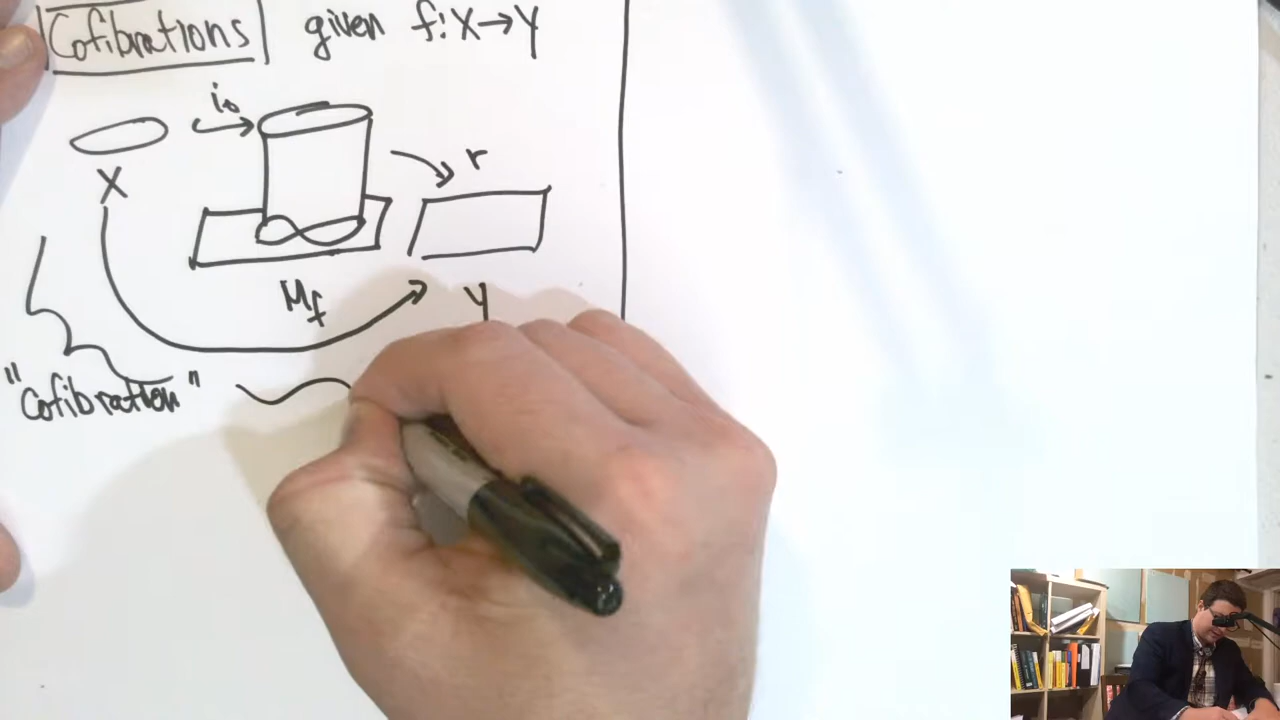 Cofibrations given f: X→Y
i₀
r
X
M_f
Y
"Cofibration"